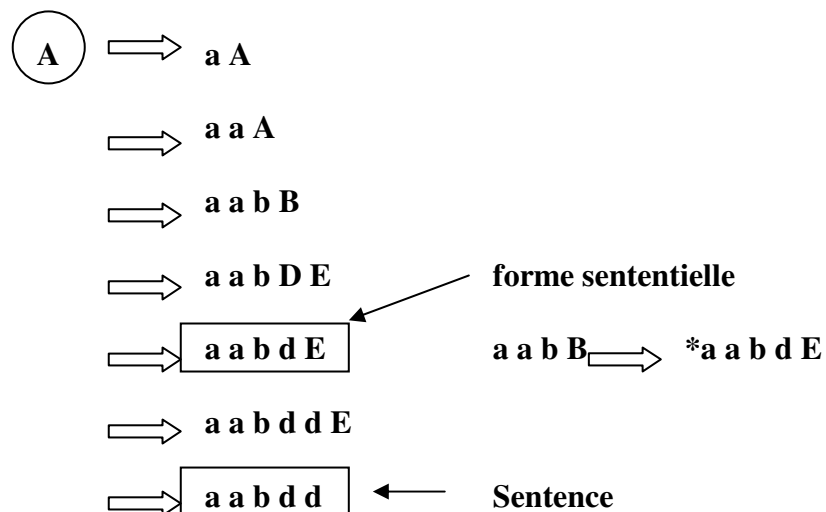 A a A
a a A
a a b B
a a b D E forme sententielle
a a b d E a a b B *a a b d E
a a b d d E
a a b d d Sentence